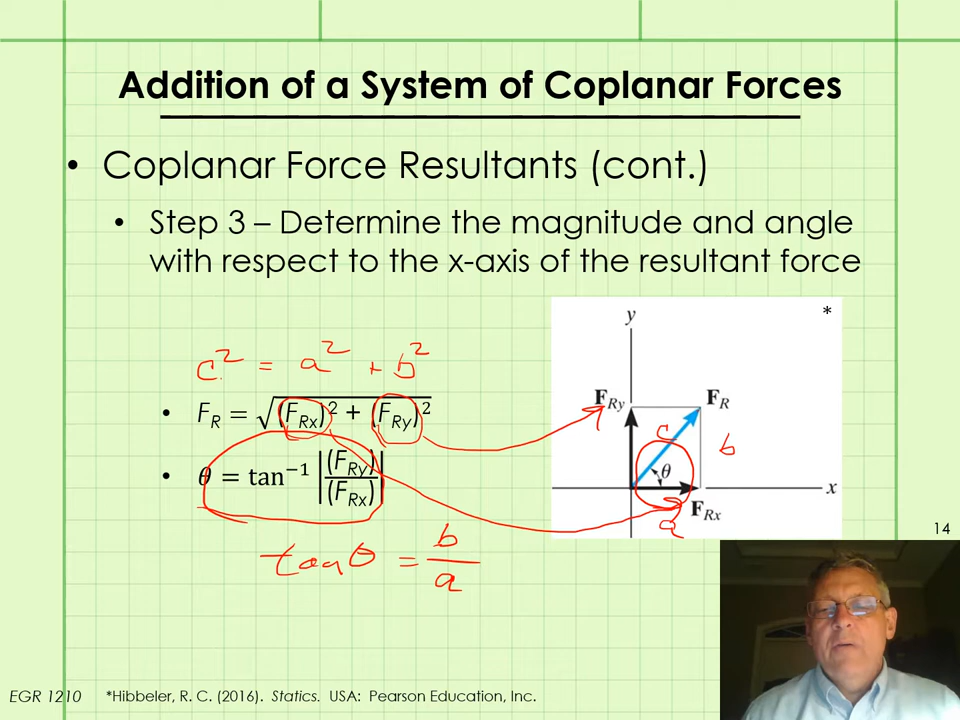 Addition of a System of Coplanar Forces
• Coplanar Force Resultants (cont.)
• Step 3 – Determine the magnitude and angle
with respect to the x-axis of the resultant force
*
y
c² = a² + b²
F_Ry
F_R
• F_R = √((F_Rx)² + (F_Ry)²)
c
b
θ
• θ = tan⁻¹ |(F_Ry)/(F_Rx)|
x
F_Rx
a
14
tan θ = b/a
EGR 1210 *Hibbeler, R. C. (2016). Statics. USA: Pearson Education, Inc.